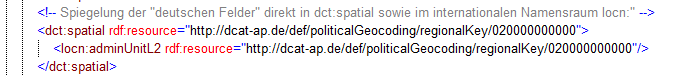 <!-- Spiegelung der "deutschen Felder" direkt in dct:spatial sowie im internationalen Namensraum locn:" -->
<dct:spatial rdf:resource="http://dcat-ap.de/def/politicalGeocoding/regionalKey/020000000000">
<locn:adminUnitL2 rdf:resource="http://dcat-ap.de/def/politicalGeocoding/regionalKey/020000000000"/>
</dct:spatial>